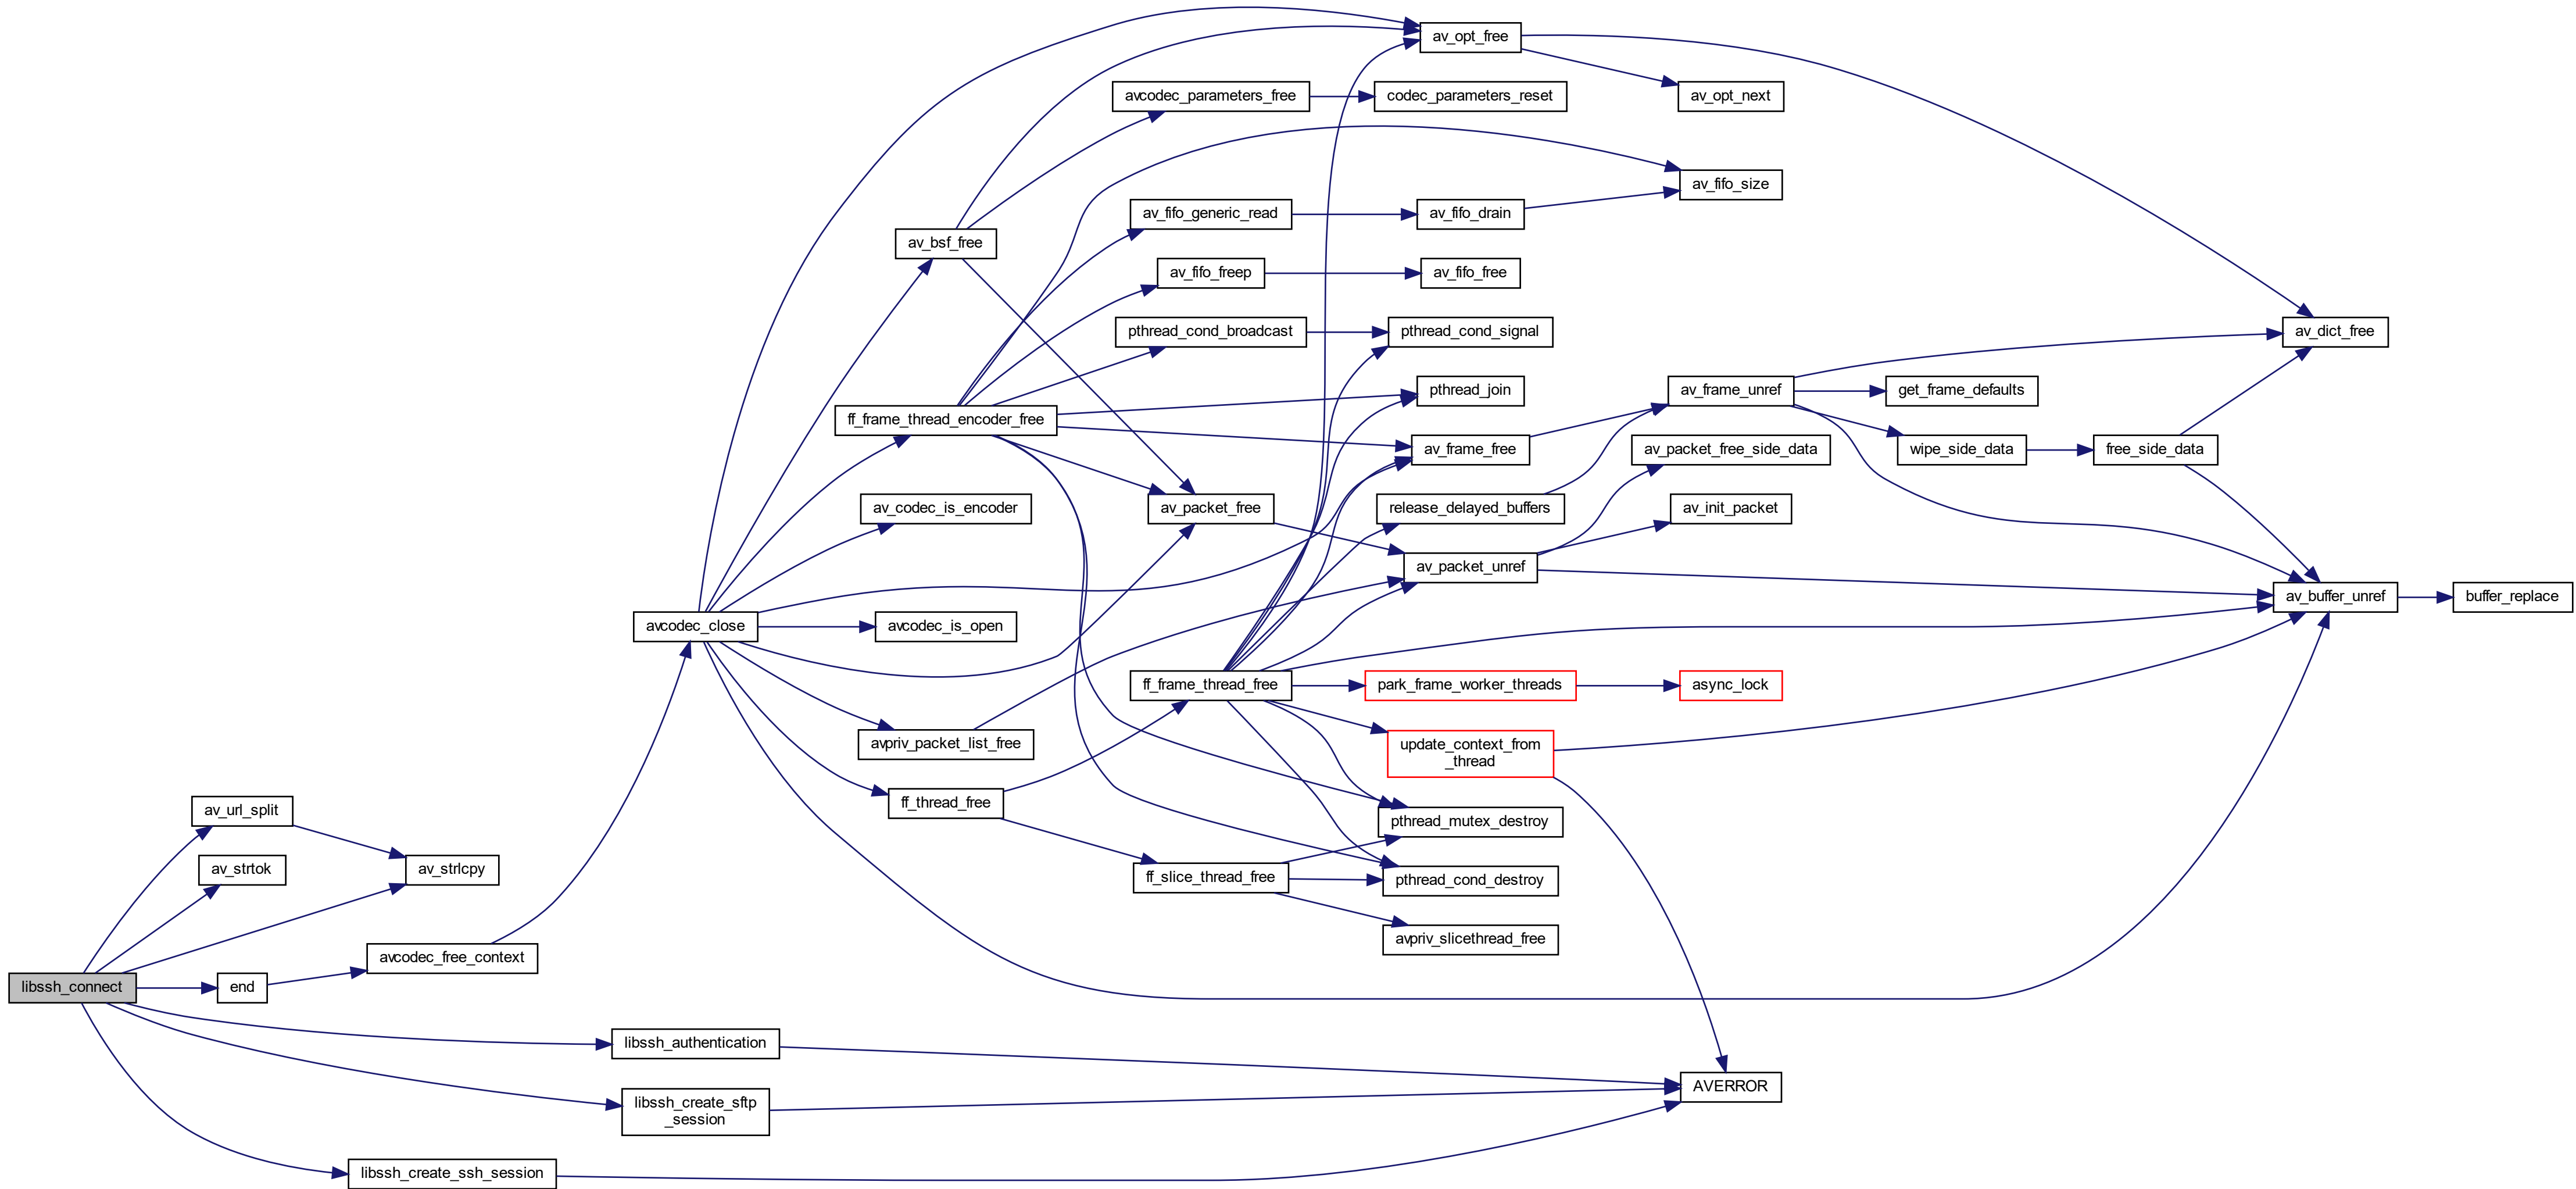 av_opt_free
avcodec_parameters_free
codec_parameters_reset
av_opt_next
av_fifo_size
av_fifo_generic_read
av_fifo_drain
av_bsf_free
av_fifo_freep
av_fifo_free
pthread_cond_broadcast
pthread_cond_signal
av_dict_free
pthread_join
av_frame_unref
get_frame_defaults
ff_frame_thread_encoder_free
av_frame_free
av_packet_free_side_data
wipe_side_data
free_side_data
av_codec_is_encoder
av_packet_free
release_delayed_buffers
av_init_packet
av_packet_unref
av_buffer_unref
buffer_replace
avcodec_close
avcodec_is_open
ff_frame_thread_free
park_frame_worker_threads
async_lock
avpriv_packet_list_free
update_context_from
_thread
ff_thread_free
av_url_split
pthread_mutex_destroy
av_strtok
av_strlcpy
ff_slice_thread_free
pthread_cond_destroy
avpriv_slicethread_free
avcodec_free_context
libssh_connect
end
libssh_authentication
AVERROR
libssh_create_sftp
_session
libssh_create_ssh_session